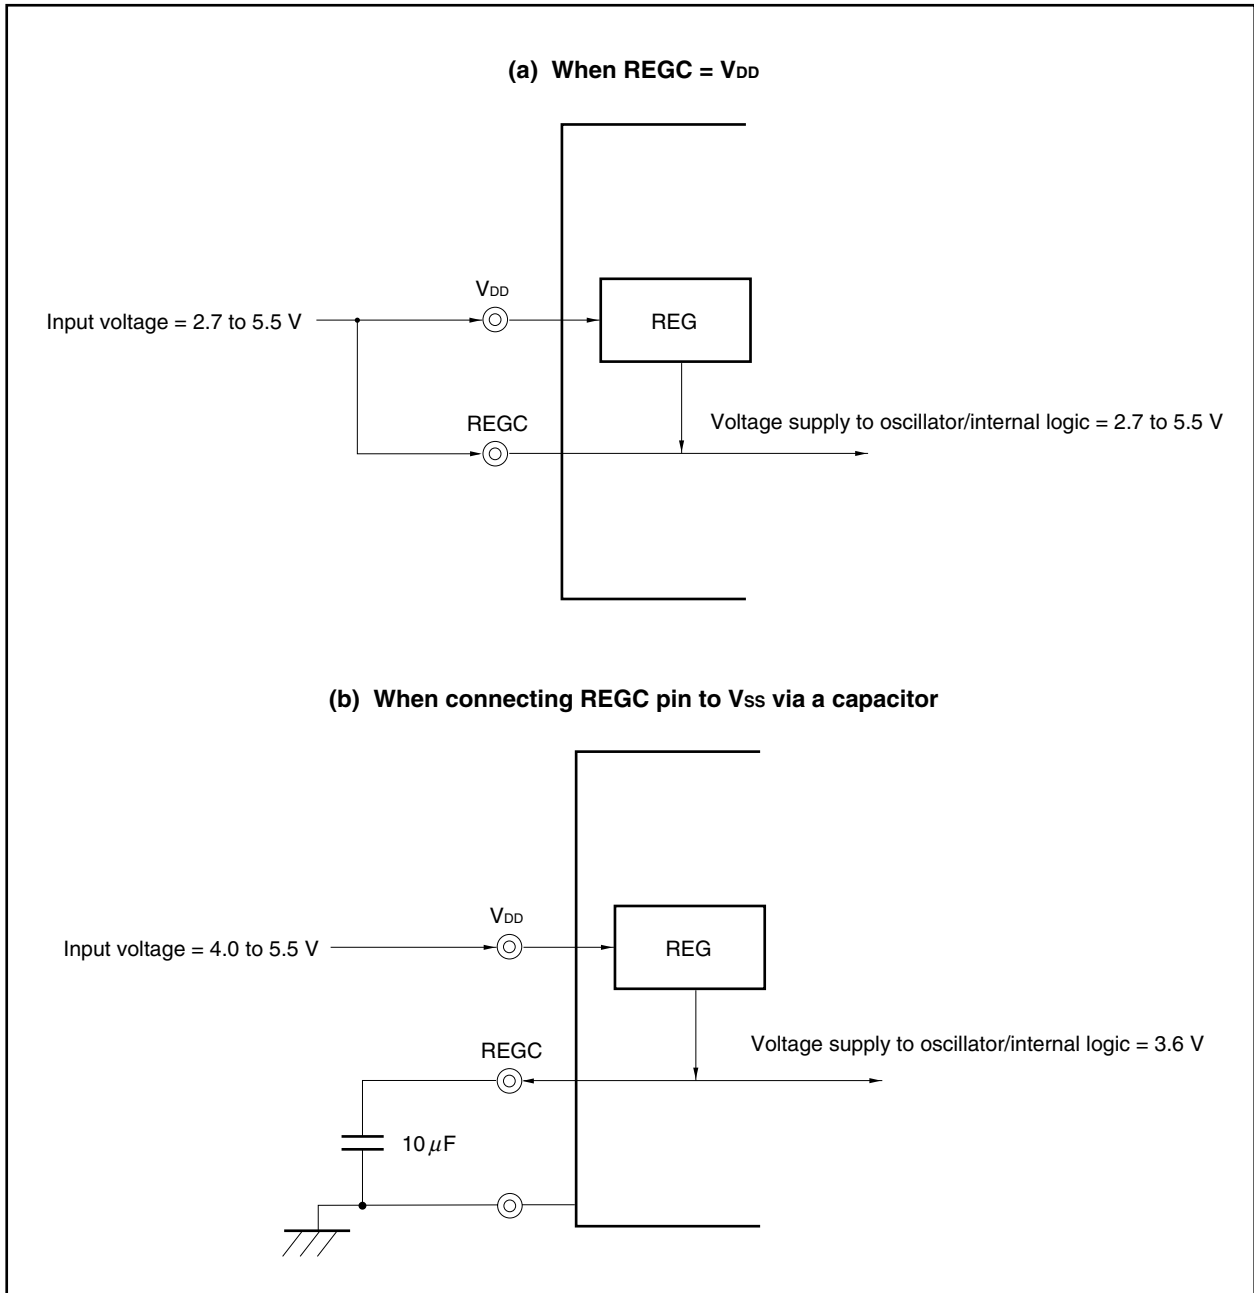 (a) When REGC = VDD
VDD
Input voltage = 2.7 to 5.5 V
REG
REGC
Voltage supply to oscillator/internal logic = 2.7 to 5.5 V
(b) When connecting REGC pin to VSS via a capacitor
VDD
Input voltage = 4.0 to 5.5 V
REG
REGC
Voltage supply to oscillator/internal logic = 3.6 V
10 μF